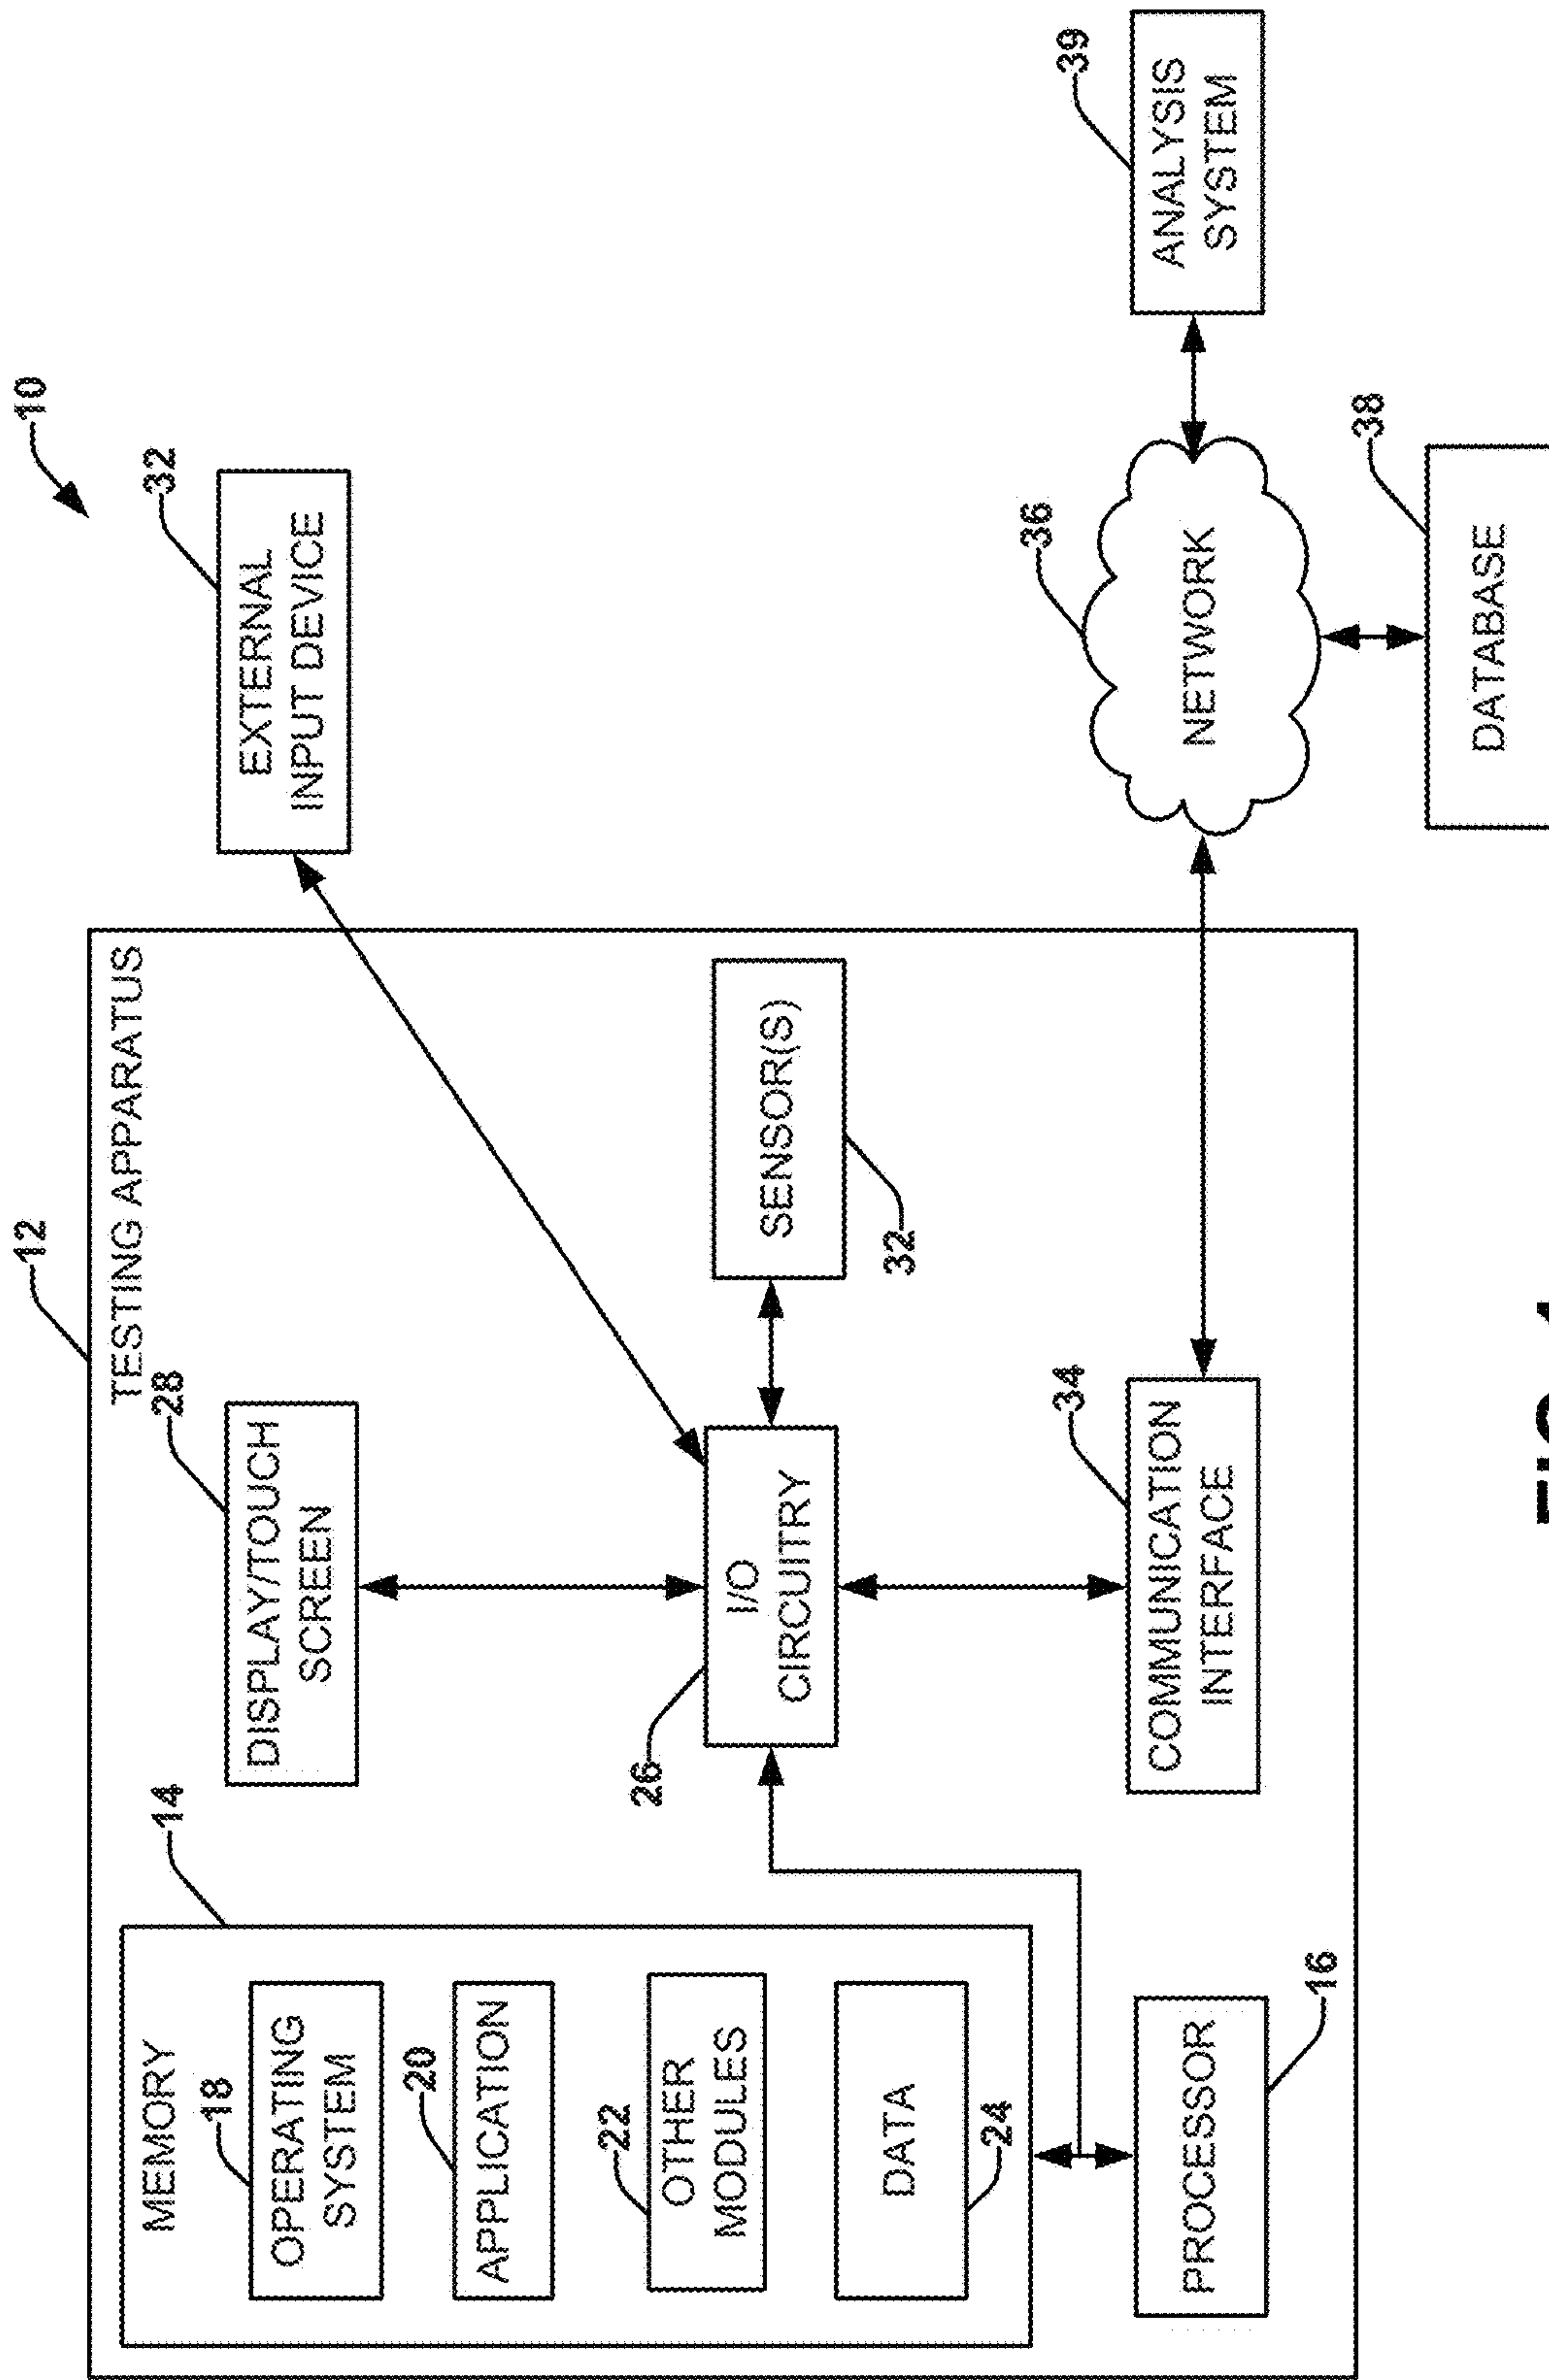 10
12
TESTING APPARATUS
14
MEMORY
18
OPERATING
SYSTEM
20
APPLICATION
22
OTHER
MODULES
DATA
24
PROCESSOR
16
28
DISPLAY/TOUCH
SCREEN
26
I/O
CIRCUITRY
34
COMMUNICATION
INTERFACE
SENSOR(S)
32
32
EXTERNAL
INPUT DEVICE
36
NETWORK
38
DATABASE
39
ANALYSIS
SYSTEM